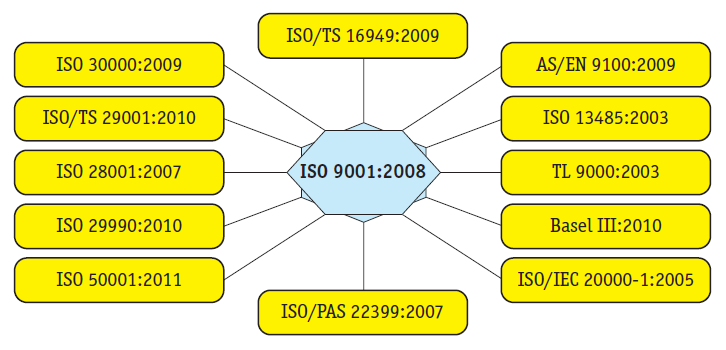 ISO/TS 16949:2009
ISO 30000:2009
AS/EN 9100:2009
ISO/TS 29001:2010
ISO 13485:2003
ISO 28001:2007
ISO 9001:2008
TL 9000:2003
ISO 29990:2010
Basel III:2010
ISO 50001:2011
ISO/IEC 20000-1:2005
ISO/PAS 22399:2007